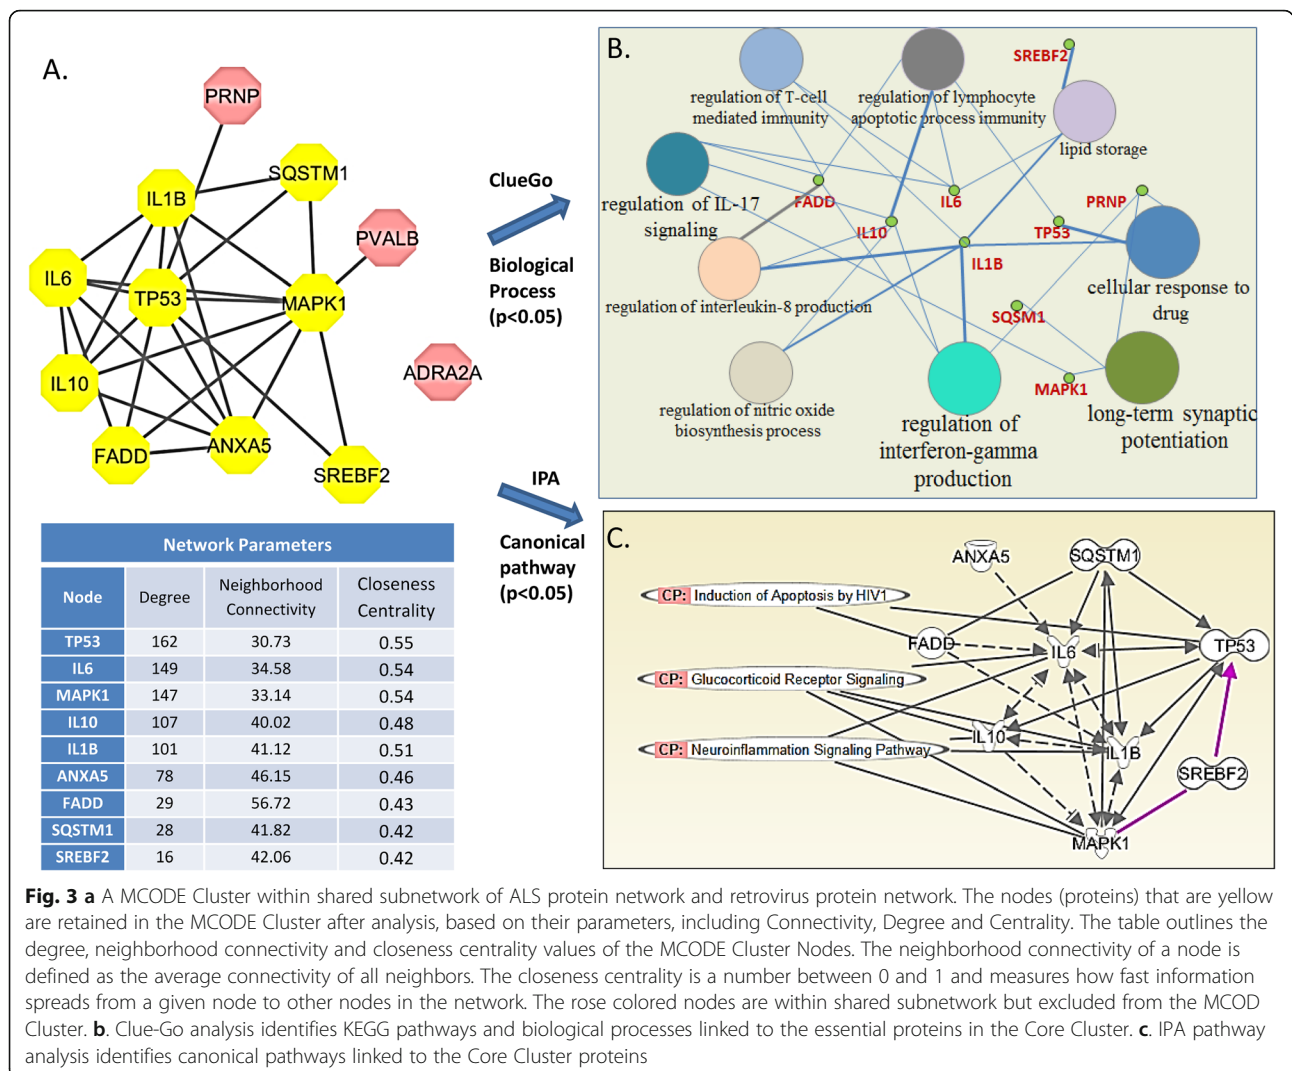 A.
PRNP
SQSTM1
IL1B
PVALB
IL6
TP53
MAPK1
ADRA2A
IL10
FADD
ANXA5
SREBF2
ClueGo
Biological
Process
(p<0.05)
IPA
Canonical
pathway
(p<0.05)
Network Parameters
Node Degree Neighborhood Connectivity Closeness Centrality
TP53 162 30.73 0.55
IL6 149 34.58 0.54
MAPK1 147 33.14 0.54
IL10 107 40.02 0.48
IL1B 101 41.12 0.51
ANXA5 78 46.15 0.46
FADD 29 56.72 0.43
SQSTM1 28 41.82 0.42
SREBF2 16 42.06 0.42
B.
SREBF2
regulation of T-cell
mediated immunity
regulation of lymphocyte
apoptotic process immunity
lipid storage
regulation of IL-17
signaling
FADD
IL6
PRNP
IL10
TP53
IL1B
regulation of interleukin-8 production
cellular response to
drug
SQSM1
MAPK1
regulation of nitric oxide
biosynthesis process
regulation of
interferon-gamma
production
long-term synaptic
potentiation
C.
ANXA5
SQSTM1
CP: Induction of Apoptosis by HIV1
FADD
IL6
TP53
CP: Glucocorticoid Receptor Signaling
IL10
CP: Neuroinflammation Signaling Pathway
IL1B
SREBF2
MAPK1
Fig. 3 a A MCODE Cluster within shared subnetwork of ALS protein network and retrovirus protein network. The nodes (proteins) that are yellow
are retained in the MCODE Cluster after analysis, based on their parameters, including Connectivity, Degree and Centrality. The table outlines the
degree, neighborhood connectivity and closeness centrality values of the MCODE Cluster Nodes. The neighborhood connectivity of a node is
defined as the average connectivity of all neighbors. The closeness centrality is a number between 0 and 1 and measures how fast information
spreads from a given node to other nodes in the network. The rose colored nodes are within shared subnetwork but excluded from the MCOD
Cluster. b. Clue-Go analysis identifies KEGG pathways and biological processes linked to the essential proteins in the Core Cluster. c. IPA pathway
analysis identifies canonical pathways linked to the Core Cluster proteins